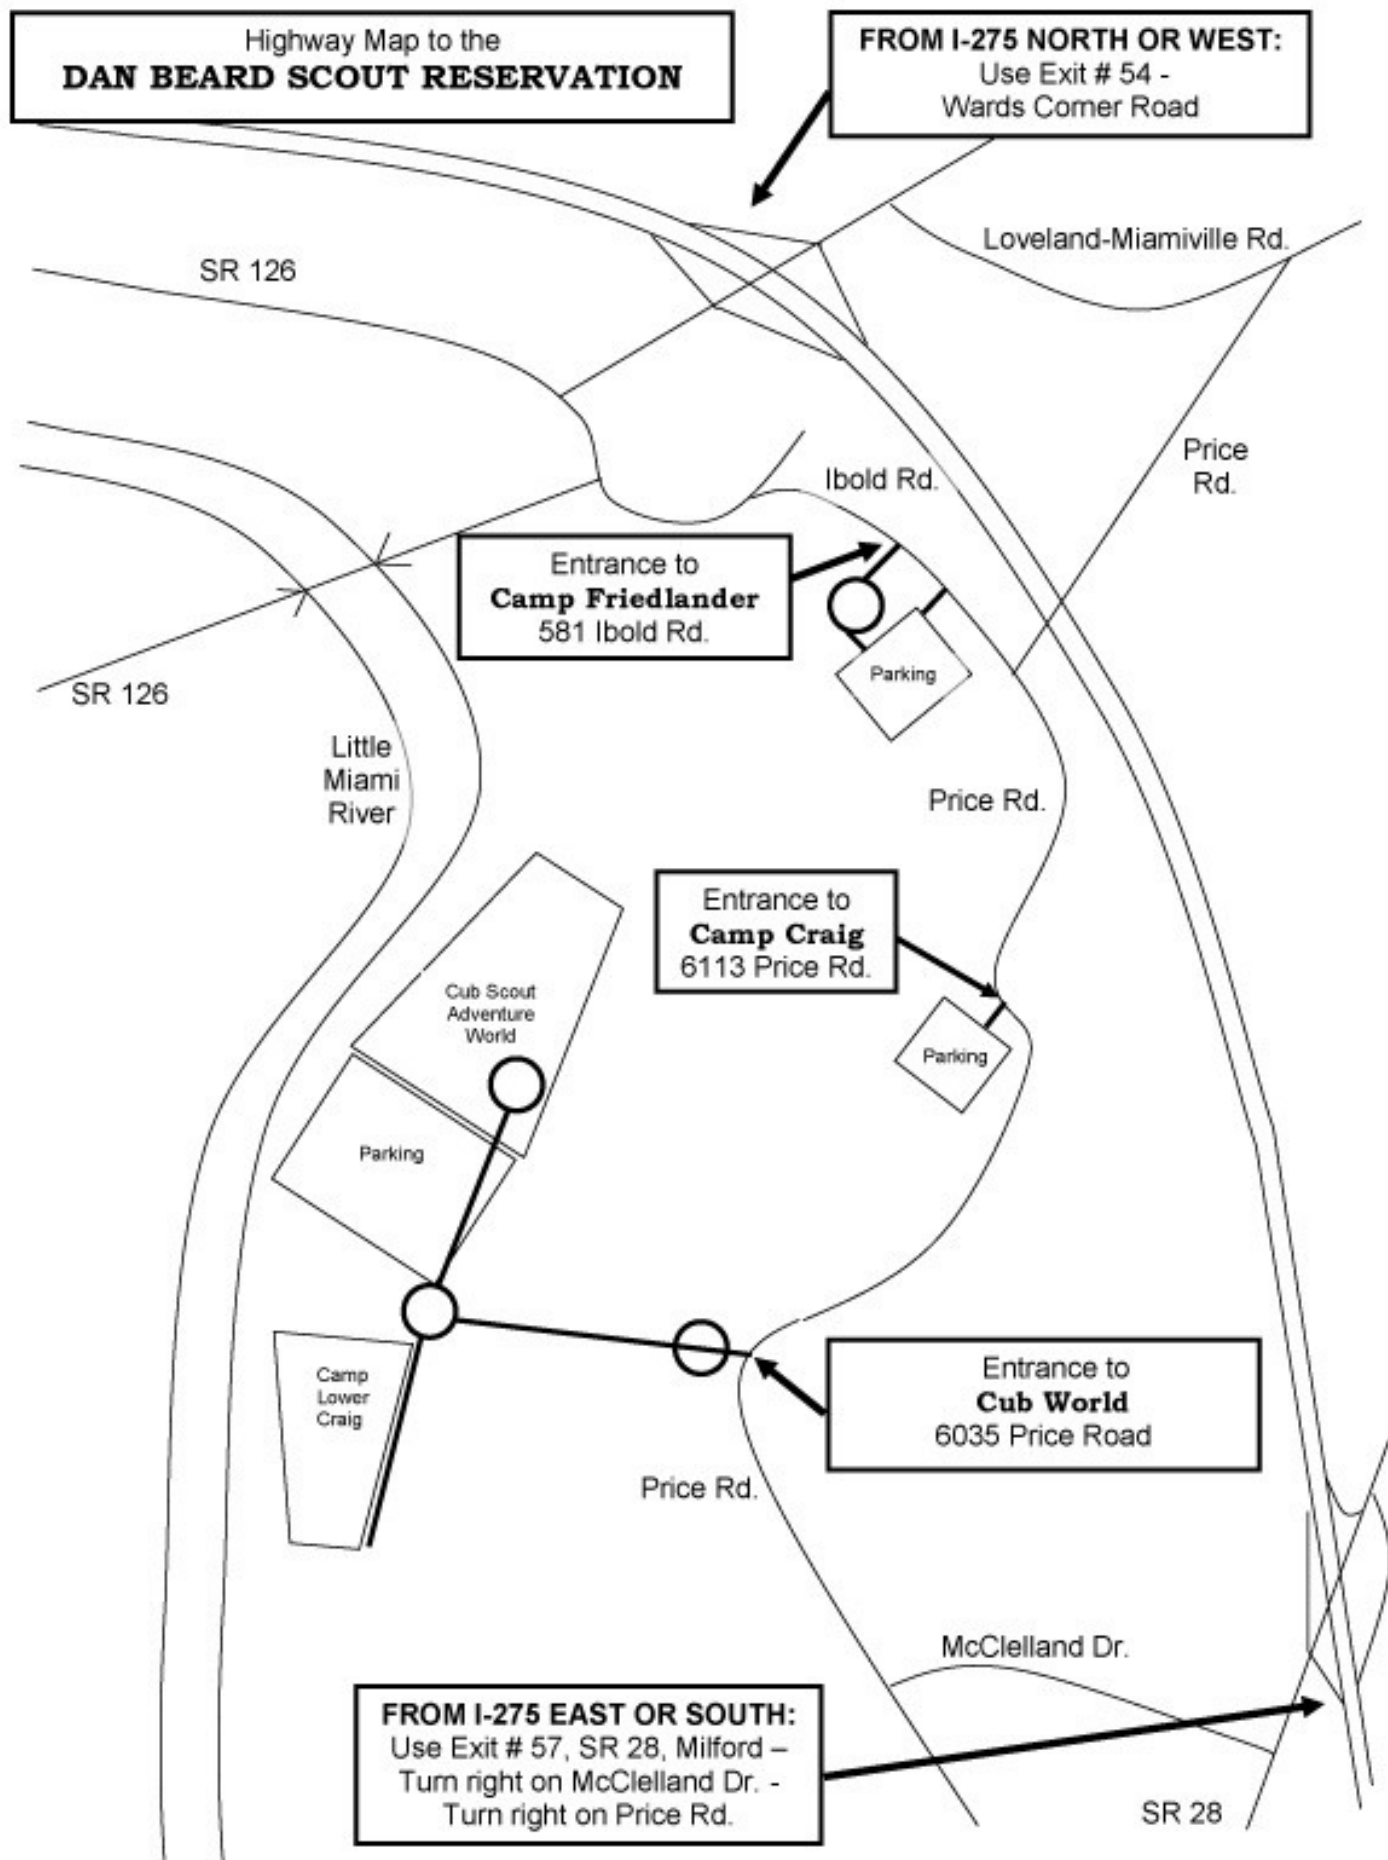 Highway Map to the
DAN BEARD SCOUT RESERVATION
FROM I-275 NORTH OR WEST:
Use Exit # 54 -
Wards Corner Road
Loveland-Miamiville Rd.
SR 126
Price
Rd.
Ibold Rd.
Entrance to
Camp Friedlander
581 Ibold Rd.
Parking
SR 126
Little
Miami
River
Price Rd.
Entrance to
Camp Craig
6113 Price Rd.
Cub Scout
Adventure
World
Parking
Parking
Entrance to
Cub World
6035 Price Road
Camp
Lower
Craig
Price Rd.
McClelland Dr.
FROM I-275 EAST OR SOUTH:
Use Exit # 57, SR 28, Milford –
Turn right on McClelland Dr. -
Turn right on Price Rd.
SR 28